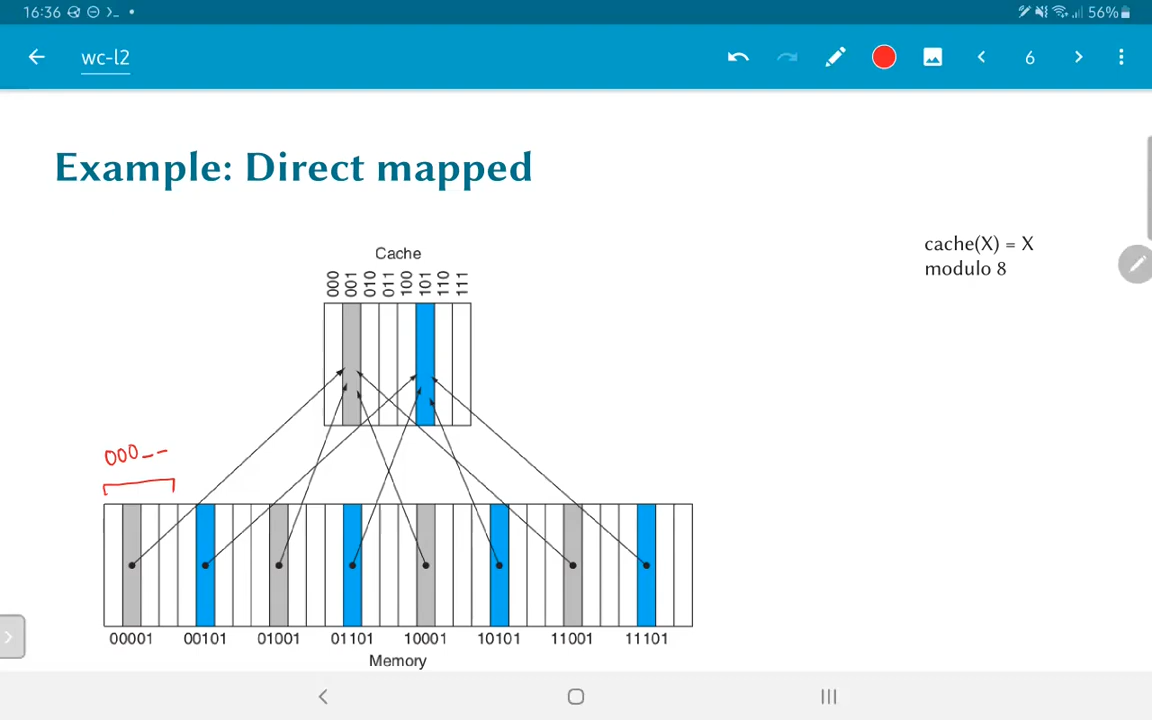 16:36 56%
wc-l2 6
Example: Direct mapped
cache(X) = X
modulo 8
Cache
000 001 010 011 100 101 110 111
000--
00001 00101 01001 01101 10001 10101 11001 11101
Memory